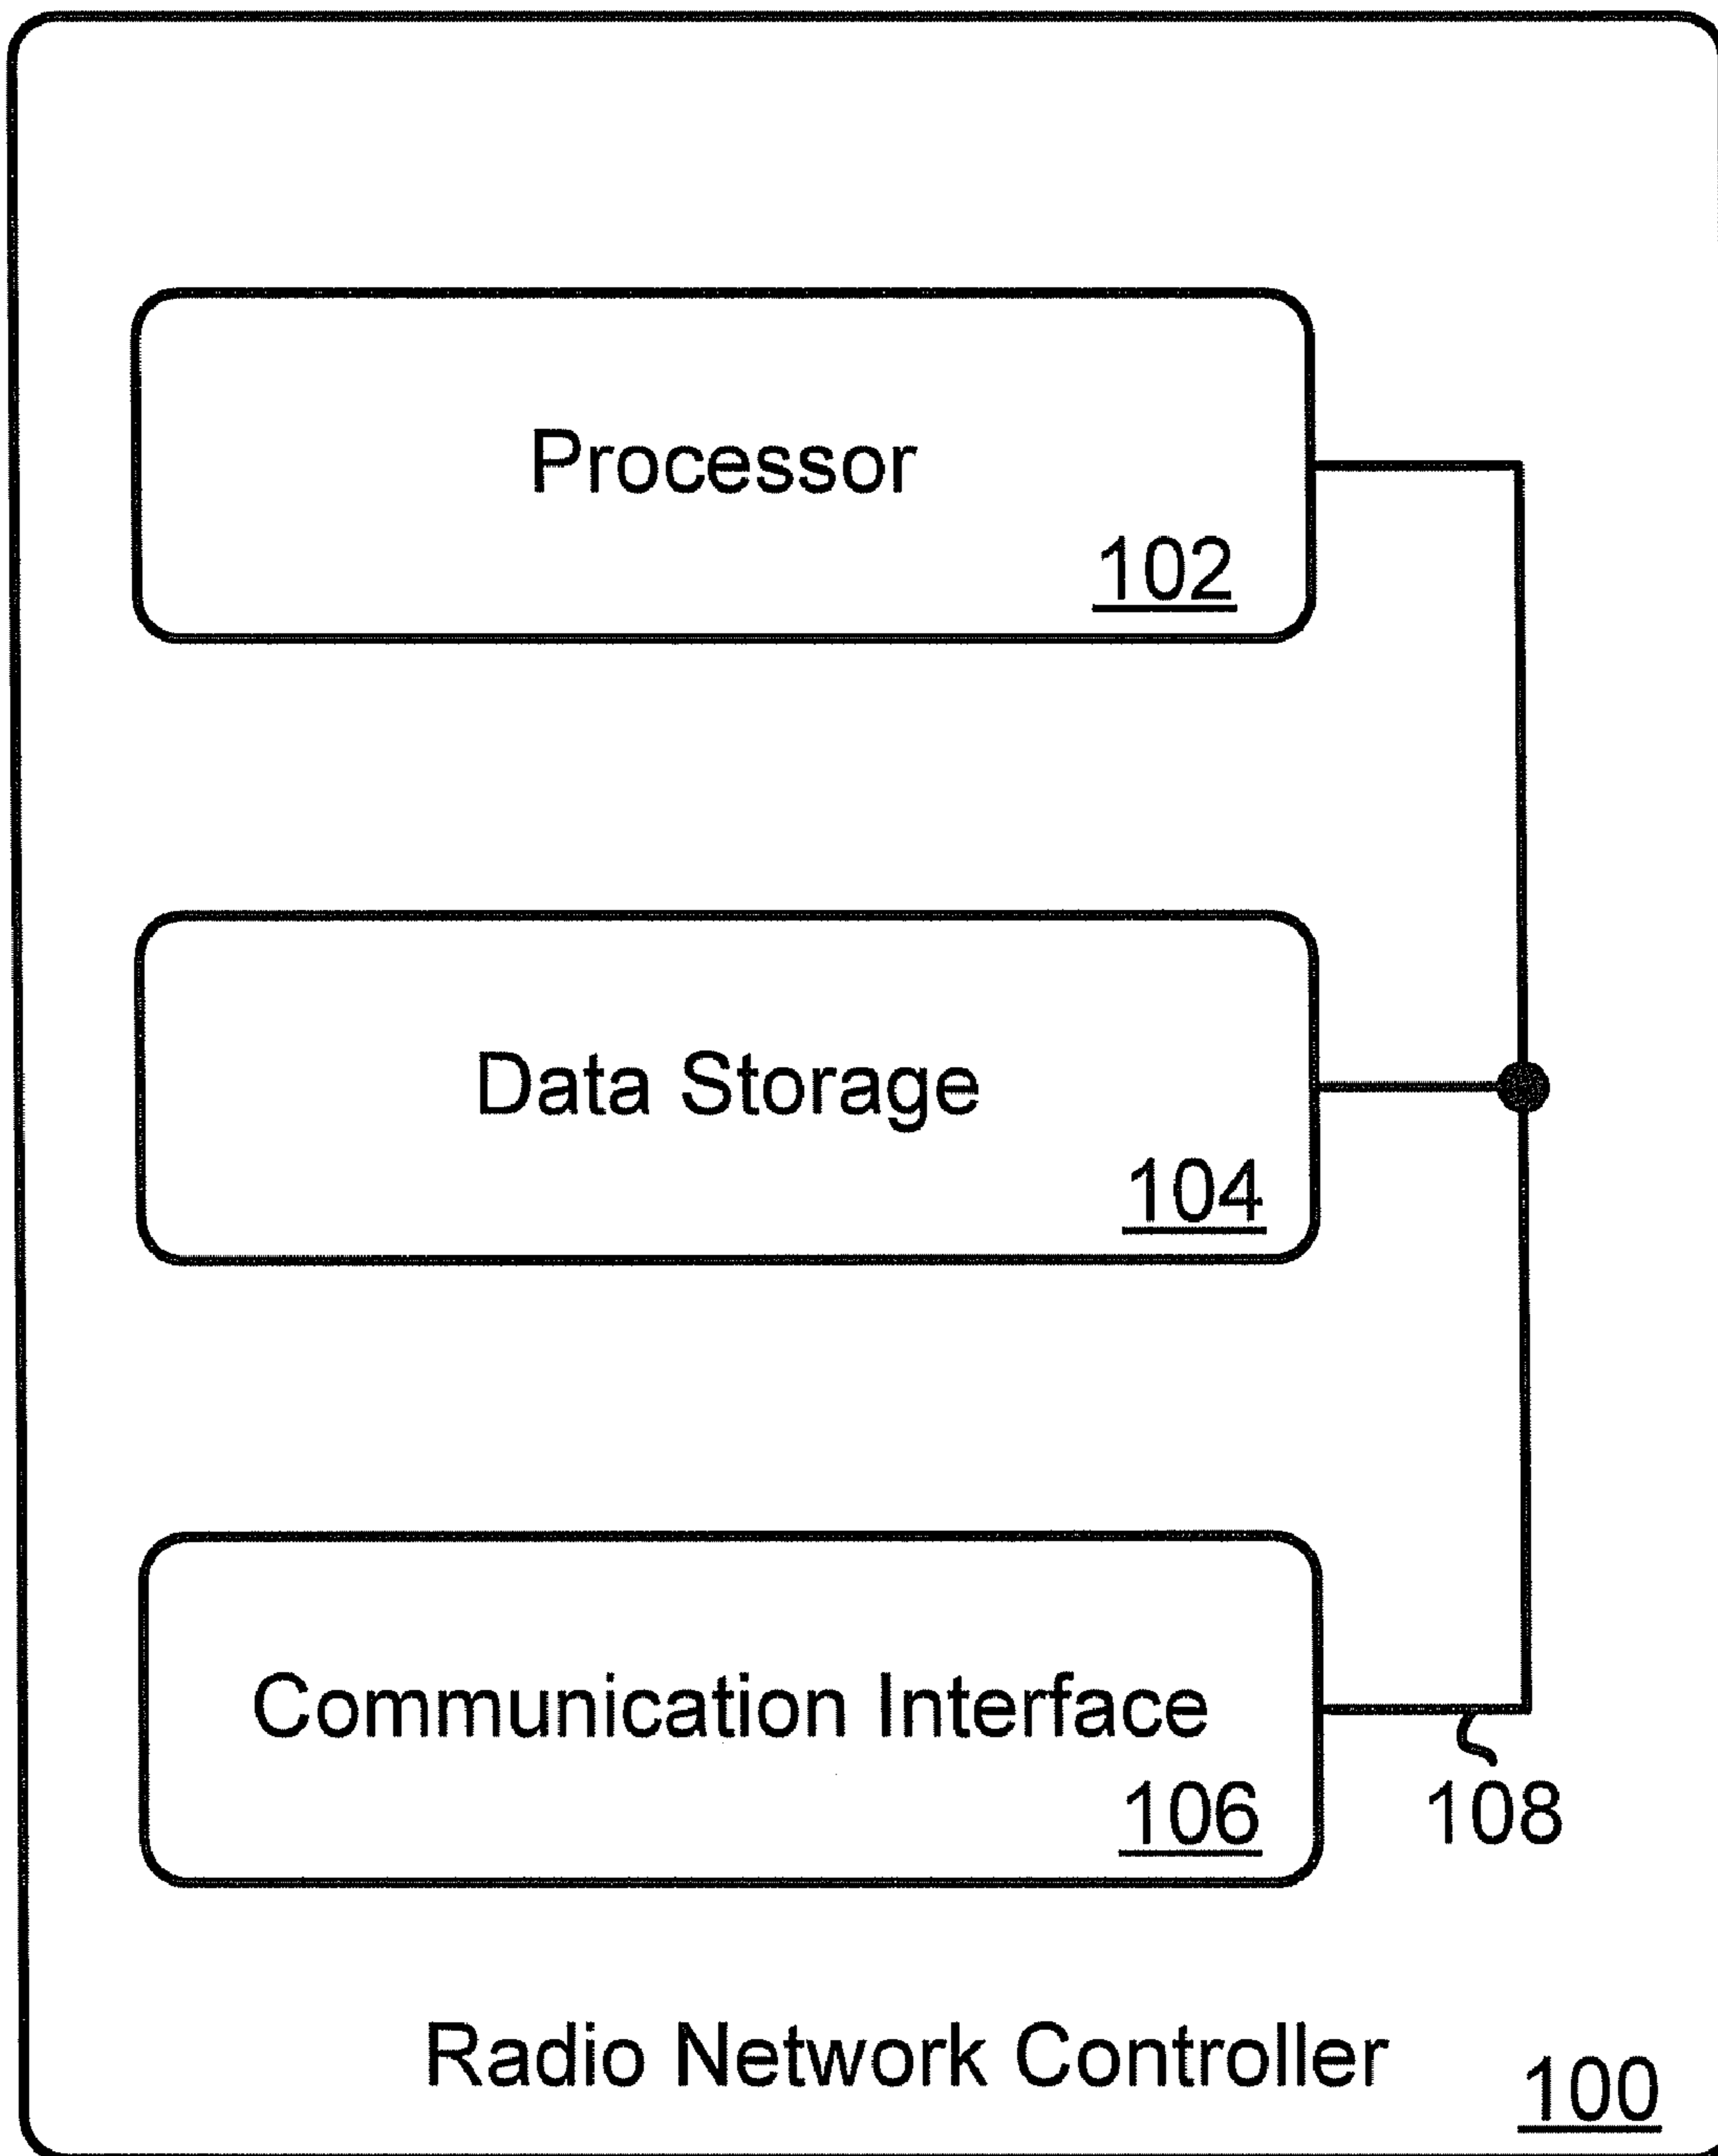 Processor
102
Data Storage
104
Communication Interface
106
108
Radio Network Controller
100